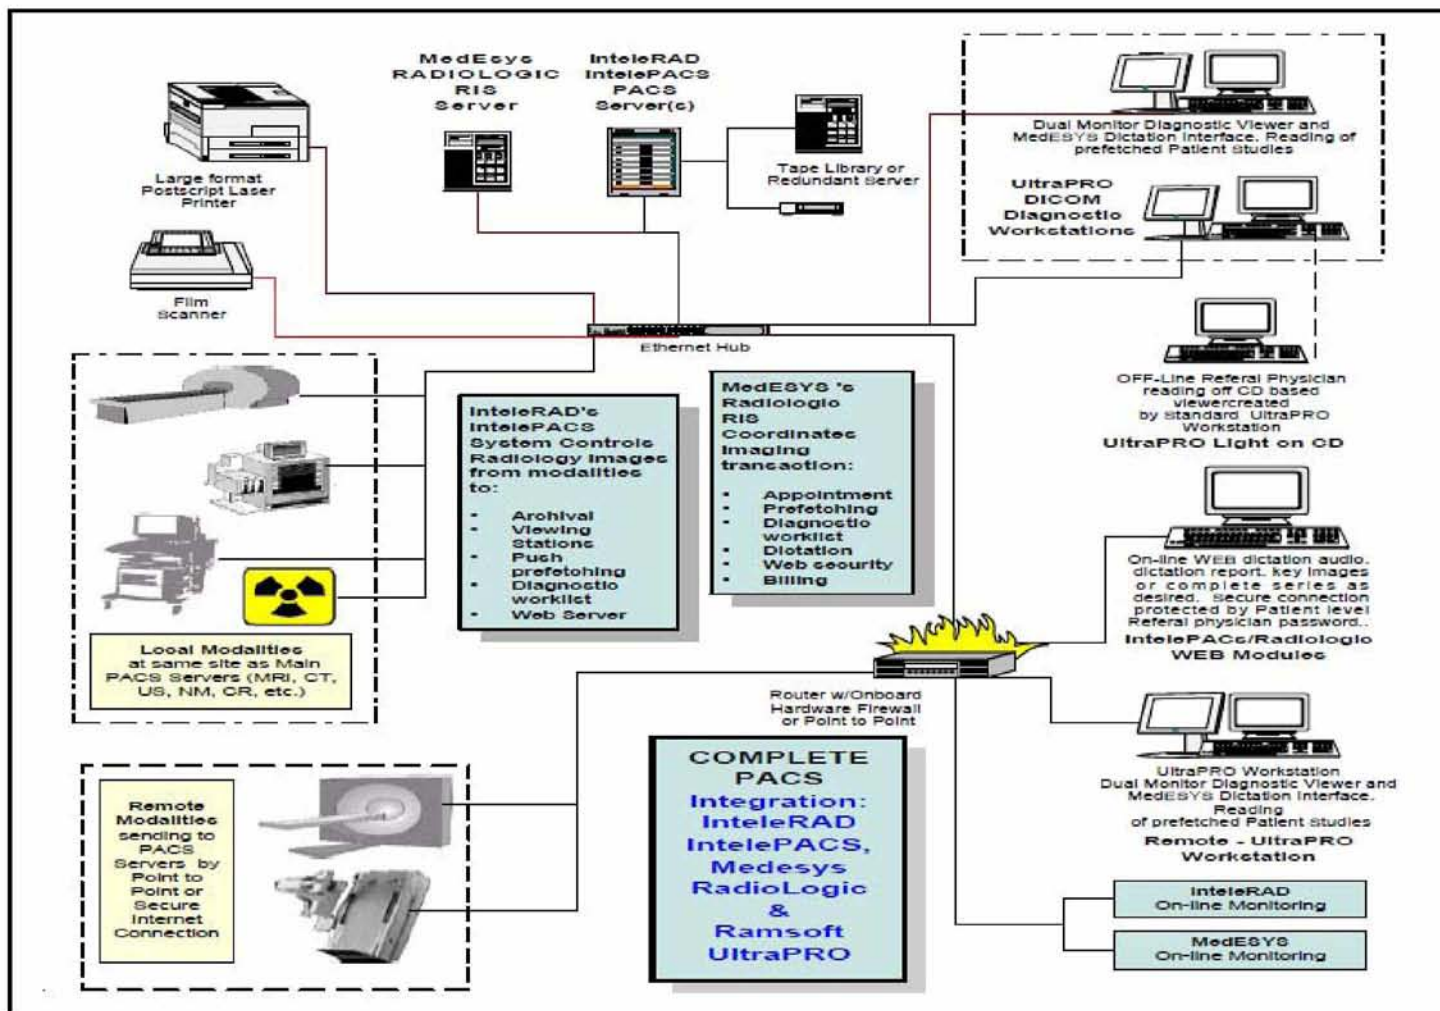 MedEsys
RADIOLOGIC
RIS
Server
InteleRAD
IntelePACS
PACS
Server(s)
Large format
Postscript Laser
Printer
Tape Library or
Redundant Server
Dual Monitor Diagnostic Viewer and
MedESYS Dictation Interface. Reading of
prefetched Patient Studies
UltraPRO
DICOM
Diagnostic
Workstations
Film
Scanner
Ethernet Hub
OFF-Line Referal Physician
reading off CD based
viewercreated
by Standard UltraPRO
Workstation
UltraPRO Light on CD
InteleRAD's
IntelePACS
System Controls
Radiology Images
from modalities
to:
• Archival
• Viewing
Stations
• Push
prefetching
• Diagnostic
worklist
• Web Server
MedESYS 's
Radiologic
RIS
Coordinates
Imaging
transaction:
• Appointment
• Prefetching
• Diagnostic
worklist
• Dictation
• Web security
• Billing
On-line WEB dictation audio.
dictation report. key images
or complete series as
desired. Secure connection
protected by Patient level
Referal physician password..
IntelePACs/Radiologic
WEB Modules
Local Modalities
at same site as Main
PACS Servers (MRI, CT,
US, NM, CR, etc.)
Router w/Onboard
Hardware Firewall
or Point to Point
UltraPRO Workstation
Dual Monitor Diagnostic Viewer and
MedESYS Dictation Interface.
Reading
of prefetched Patient Studies
Remote - UltraPRO
Workstation
Remote
Modalities
sending to
PACS
Servers by
Point to
Point or
Secure
Internet
Connection
COMPLETE
PACS
Integration:
InteleRAD
IntelePACS,
Medesys
RadioLogic
&
Ramsoft
UltraPRO
InteleRAD
On-line Monitoring
MedESYS
On-line Monitoring